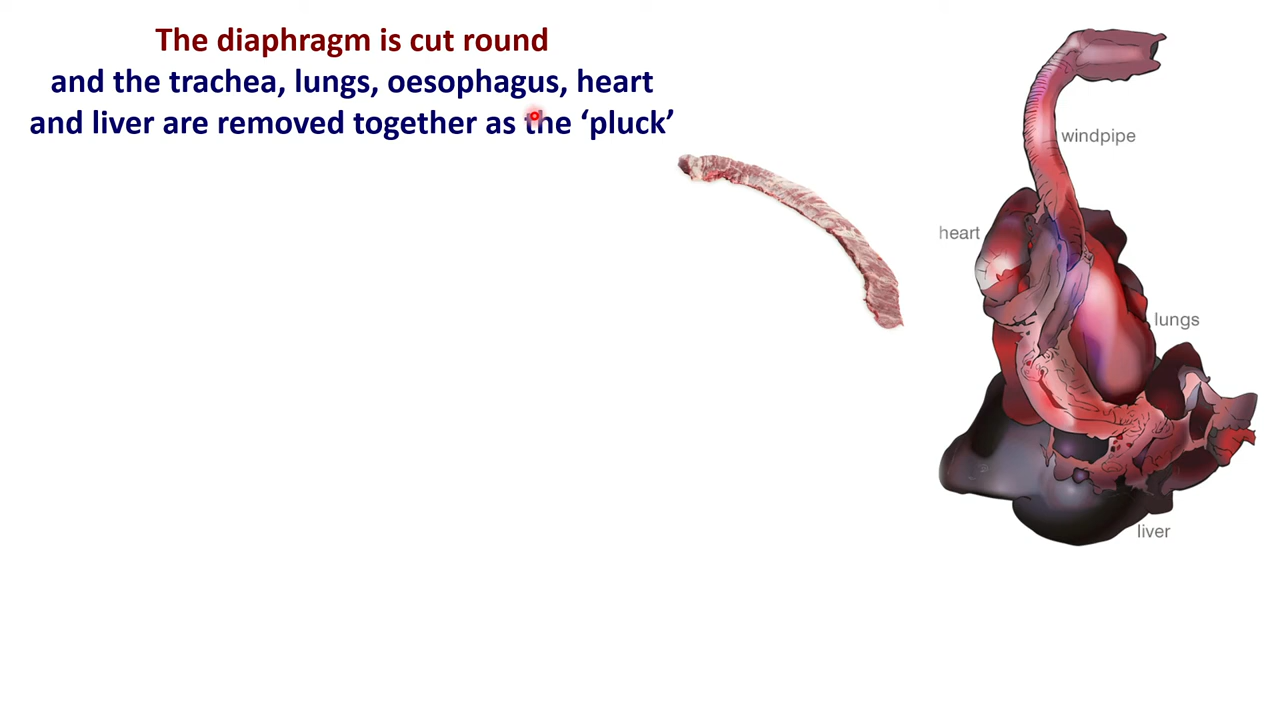 The diaphragm is cut round
and the trachea, lungs, oesophagus, heart
and liver are removed together as the ‘pluck’
windpipe
heart
lungs
liver